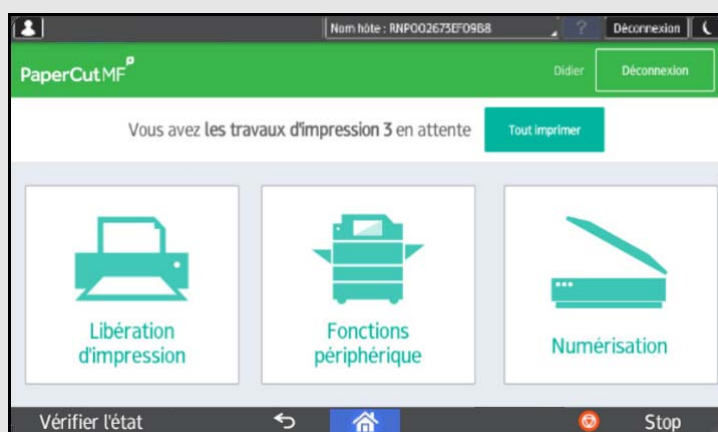 Nom hôte : RNP002673EF09B8
?
Déconnexion
PaperCut MF
Didier
Déconnexion
Vous avez les travaux d'impression 3 en attente
Tout imprimer
Libération
d'impression
Fonctions
périphérique
Numérisation
Vérifier l'état
Stop